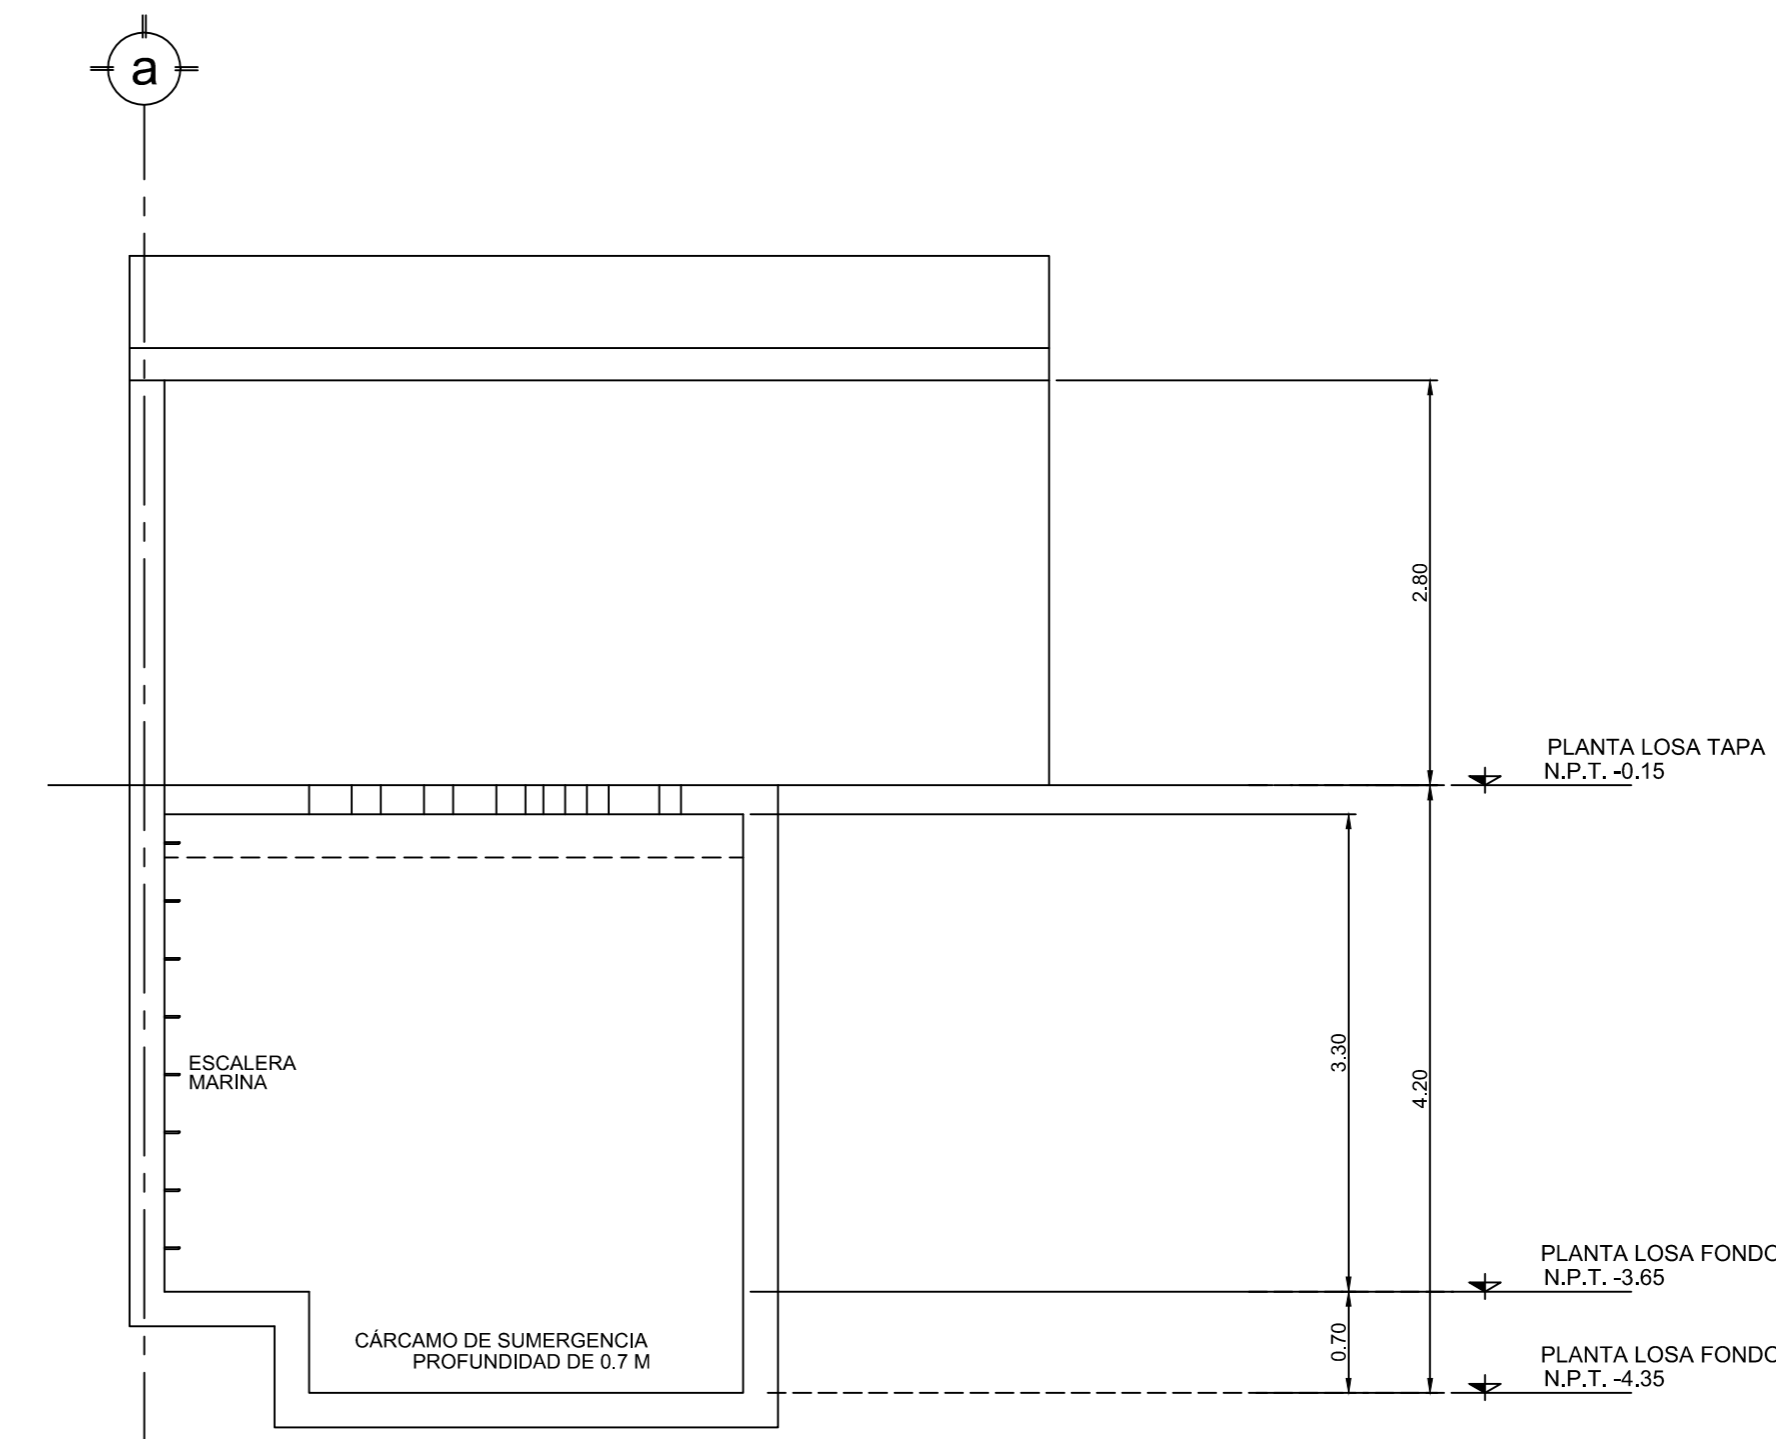 a
2.80
PLANTA LOSA TAPA
N.P.T. -0.15
3.30
4.20
ESCALERA
MARINA
PLANTA LOSA FONDO
N.P.T. -3.65
0.70
CÁRCAMO DE SUMERGENCIA
PROFUNDIDAD DE 0.7 M
PLANTA LOSA FONDO
N.P.T. -4.35